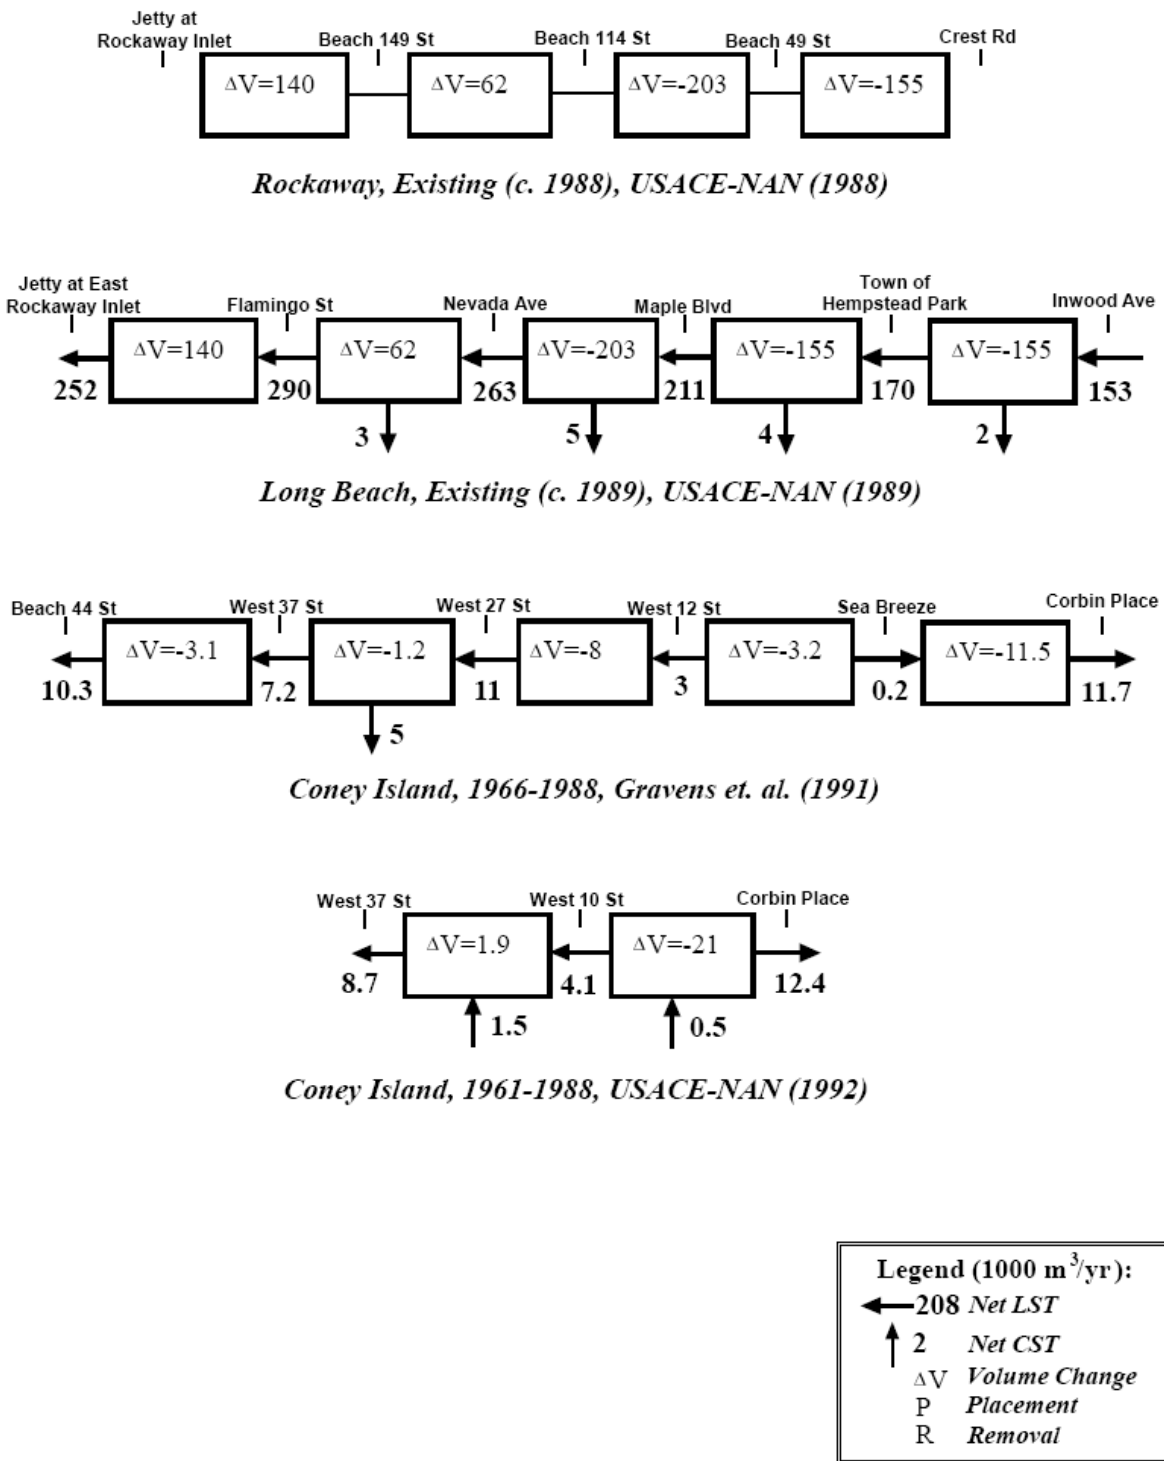 Jetty at
Rockaway Inlet
Beach 149 St
Beach 114 St
Beach 49 St
Crest Rd
ΔV=140
ΔV=62
ΔV=-203
ΔV=-155
Rockaway, Existing (c. 1988), USACE-NAN (1988)
Jetty at East
Rockaway Inlet
Flamingo St
Nevada Ave
Maple Blvd
Town of
Hempstead Park
Inwood Ave
ΔV=140
ΔV=62
ΔV=-203
ΔV=-155
ΔV=-155
252
290
263
211
170
153
3
5
4
2
Long Beach, Existing (c. 1989), USACE-NAN (1989)
Beach 44 St
West 37 St
West 27 St
West 12 St
Sea Breeze
Corbin Place
ΔV=-3.1
ΔV=-1.2
ΔV=-8
ΔV=-3.2
ΔV=-11.5
10.3
7.2
11
3
0.2
11.7
5
Coney Island, 1966-1988, Gravens et. al. (1991)
West 37 St
West 10 St
Corbin Place
ΔV=1.9
ΔV=-21
8.7
4.1
12.4
1.5
0.5
Coney Island, 1961-1988, USACE-NAN (1992)
Legend (1000 m³/yr):
208 Net LST
2 Net CST
ΔV Volume Change
P Placement
R Removal